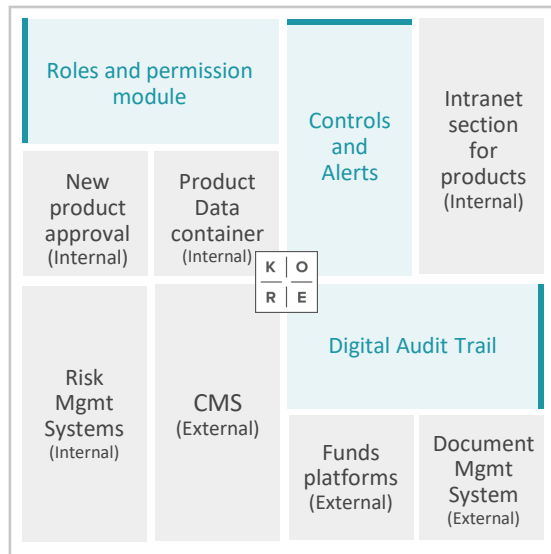 Roles and permission
module
Controls
and
Alerts
Intranet
section
for
products
(Internal)
New
product
approval
(Internal)
Product
Data
container
(Internal)
K O
R E
Digital Audit Trail
Risk
Mgmt
Systems
(Internal)
CMS
(External)
Funds
platforms
(External)
Document
Mgmt
System
(External)